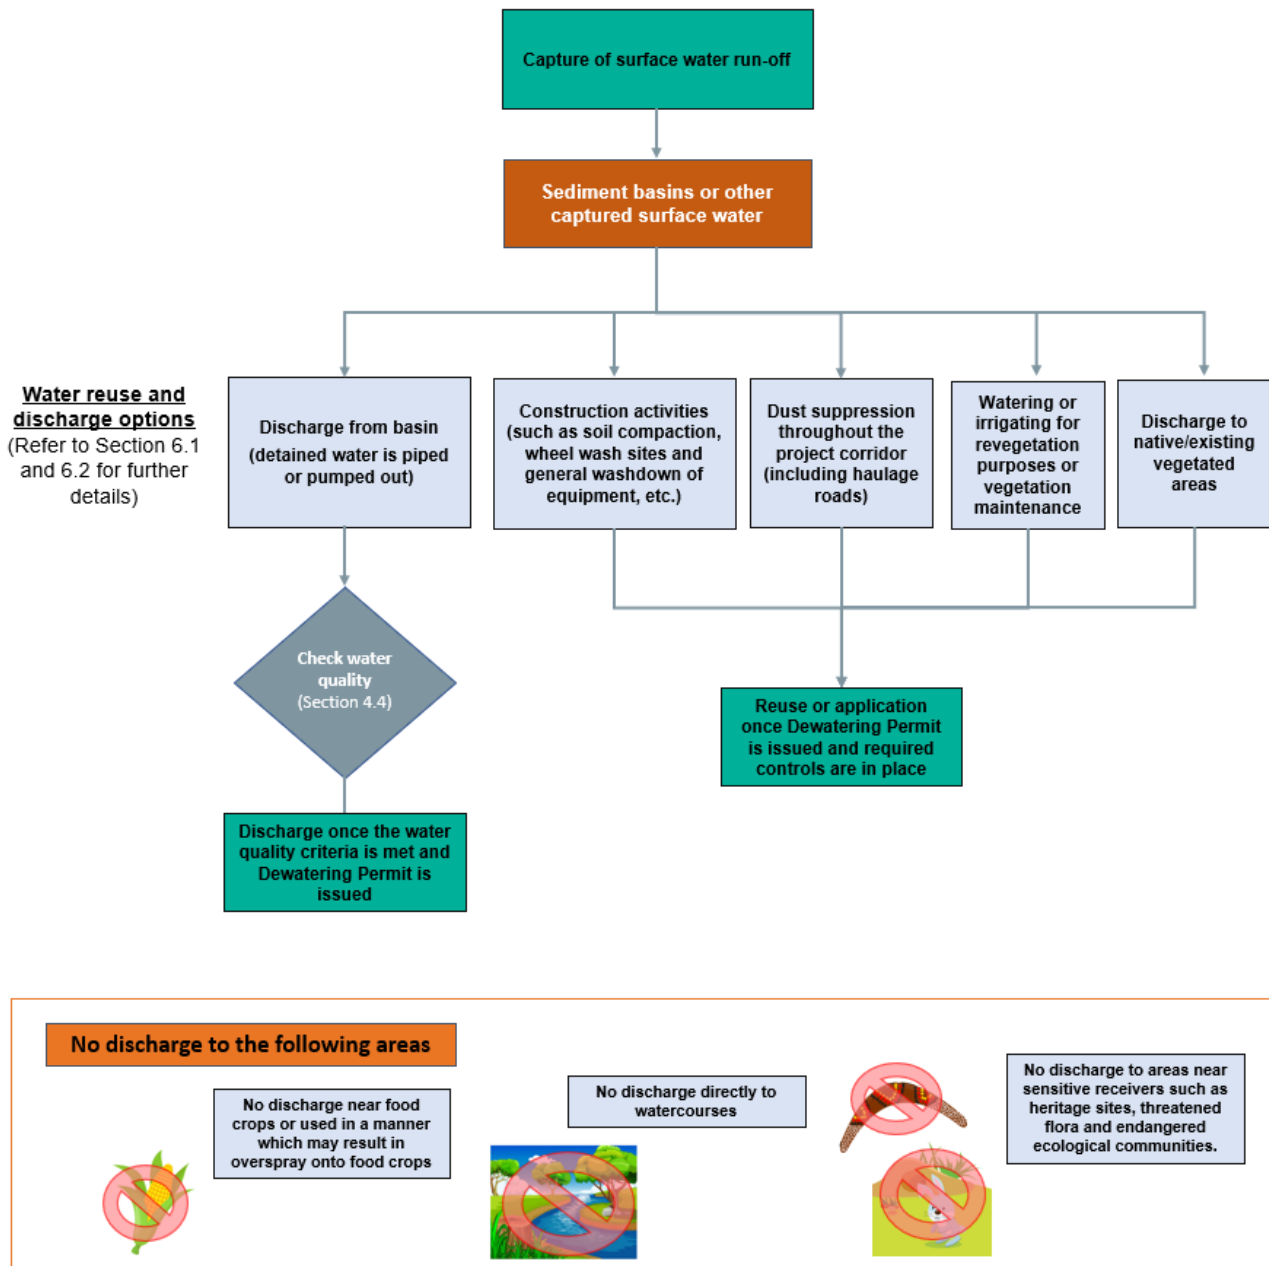 Capture of surface water run-off
Sediment basins or other
captured surface water
Water reuse and
discharge options
(Refer to Section 6.1
and 6.2 for further
details)
Discharge from basin
(detained water is piped
or pumped out)
Construction activities
(such as soil compaction,
wheel wash sites and
general washdown of
equipment, etc.)
Dust suppression
throughout the
project corridor
(including haulage
roads)
Watering or
irrigating for
revegetation
purposes or
vegetation
maintenance
Discharge to
native/existing
vegetated
areas
Check water
quality
(Section 4.4)
Reuse or application
once Dewatering Permit
is issued and required
controls are in place
Discharge once the water
quality criteria is met and
Dewatering Permit is
issued
No discharge to the following areas
No discharge near food
crops or used in a manner
which may result in
overspray onto food crops
No discharge directly to
watercourses
No discharge to areas near
sensitive receivers such as
heritage sites, threatened
flora and endangered
ecological communities.